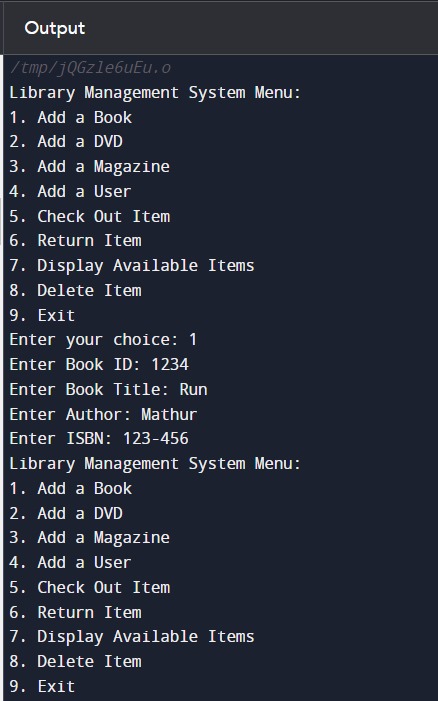 Output
/tmp/jQGzle6uEu.o
Library Management System Menu:
1. Add a Book
2. Add a DVD
3. Add a Magazine
4. Add a User
5. Check Out Item
6. Return Item
7. Display Available Items
8. Delete Item
9. Exit
Enter your choice: 1
Enter Book ID: 1234
Enter Book Title: Run
Enter Author: Mathur
Enter ISBN: 123-456
Library Management System Menu:
1. Add a Book
2. Add a DVD
3. Add a Magazine
4. Add a User
5. Check Out Item
6. Return Item
7. Display Available Items
8. Delete Item
9. Exit